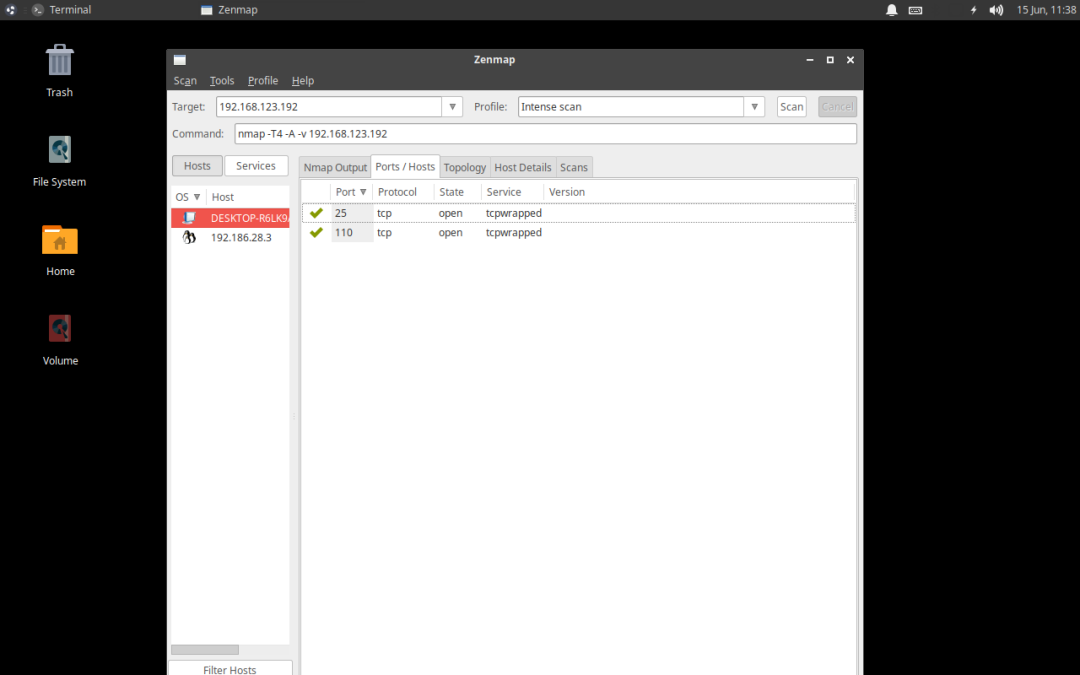 Terminal
Zenmap
15 Jun, 11:38
Trash
File System
Home
Volume
Zenmap
Scan Tools Profile Help
Target: 192.168.123.192 Profile: Intense scan Scan Cancel
Command: nmap -T4 -A -v 192.168.123.192
Hosts Services
Nmap Output Ports / Hosts Topology Host Details Scans
OS Host
DESKTOP-R6LK9
192.186.28.3
Port Protocol State Service Version
25 tcp open tcpwrapped
110 tcp open tcpwrapped
Filter Hosts